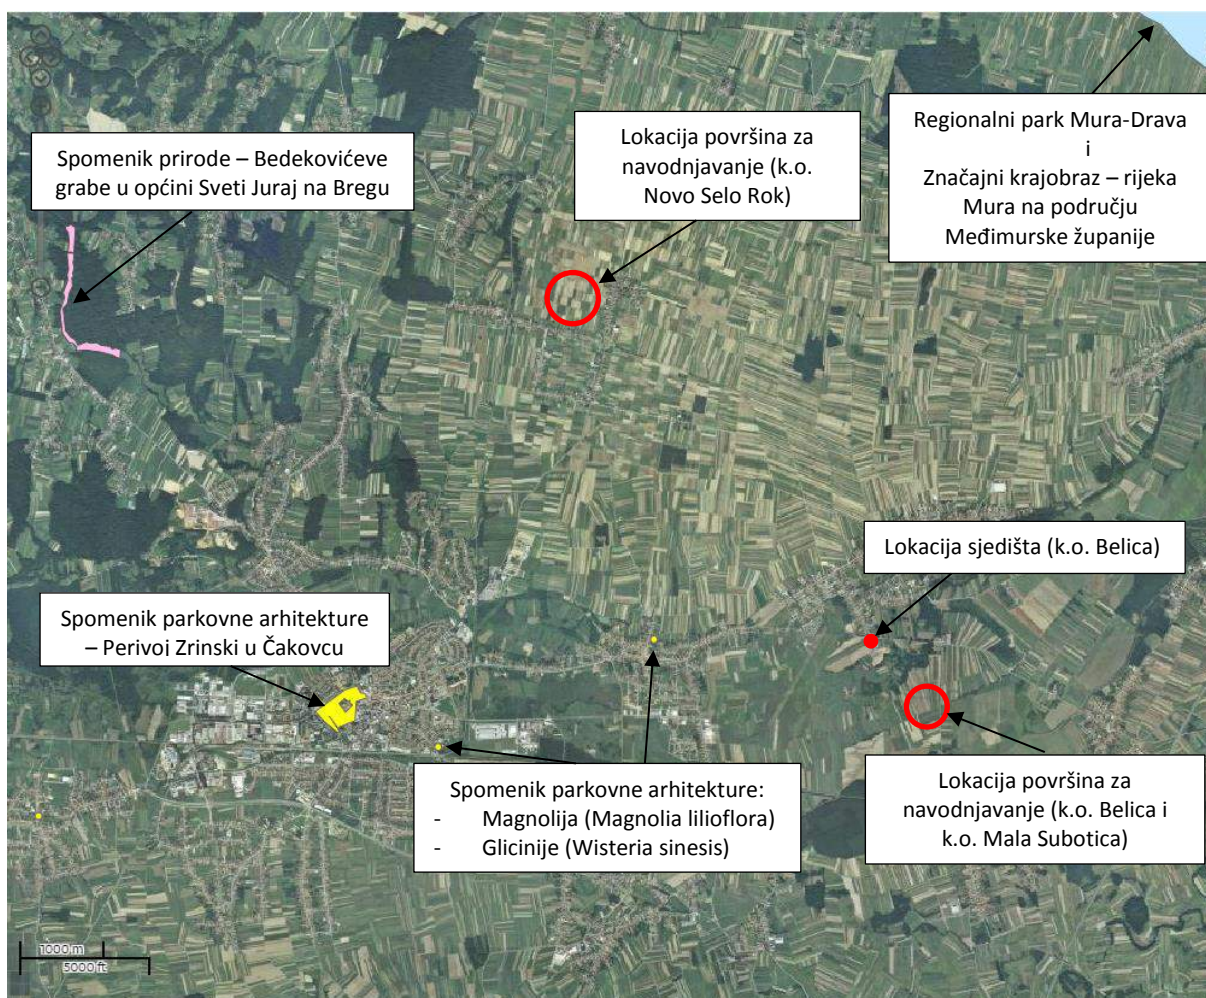 Spomenik prirode – Bedekovićeve
grabe u općini Sveti Juraj na Bregu
Lokacija površina za
navodnjavanje (k.o.
Novo Selo Rok)
Regionalni park Mura-Drava
i
Značajni krajobraz – rijeka
Mura na području
Međimurske županije
Lokacija sjedišta (k.o. Belica)
Spomenik parkovne arhitekture
– Perivoj Zrinski u Čakovcu
Spomenik parkovne arhitekture:
- Magnolija (Magnolia lilioflora)
- Glicinije (Wisteria sinesis)
Lokacija površina za
navodnjavanje (k.o. Belica i
k.o. Mala Subotica)
1000 m
5000 ft